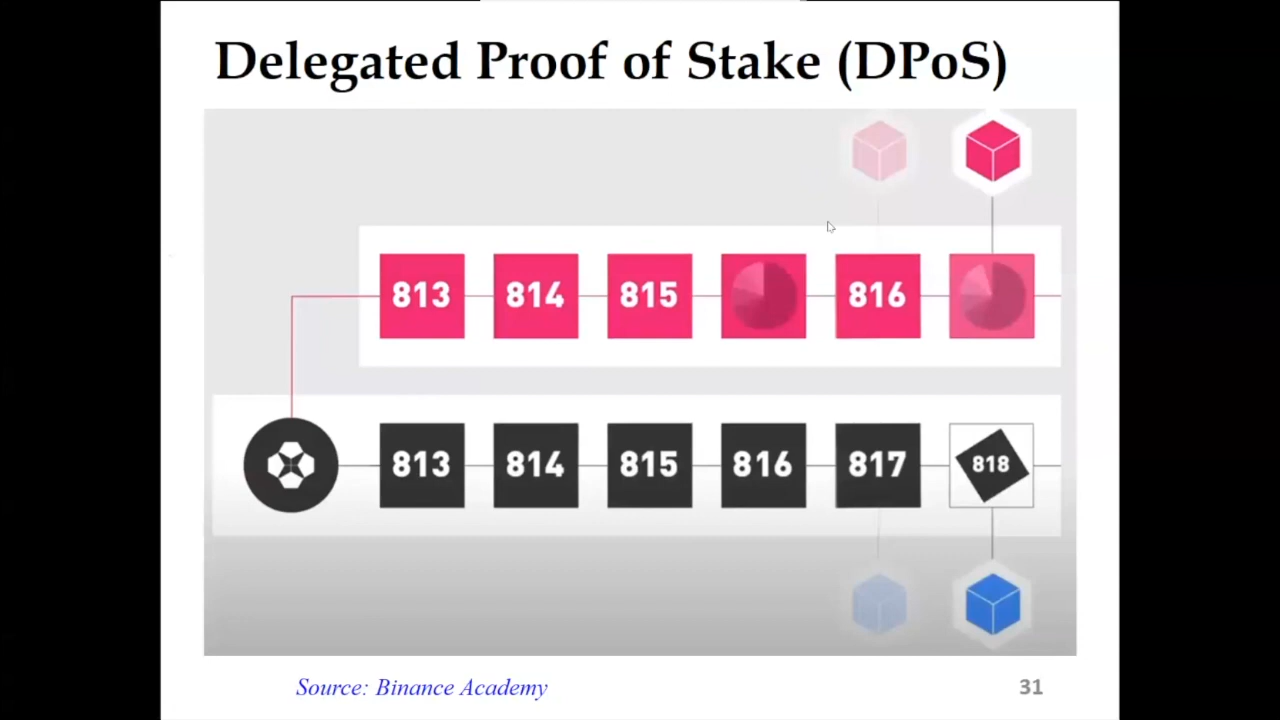 Delegated Proof of Stake (DPoS)
813 814 815 816
813 814 815 816 817 818
Source: Binance Academy
31